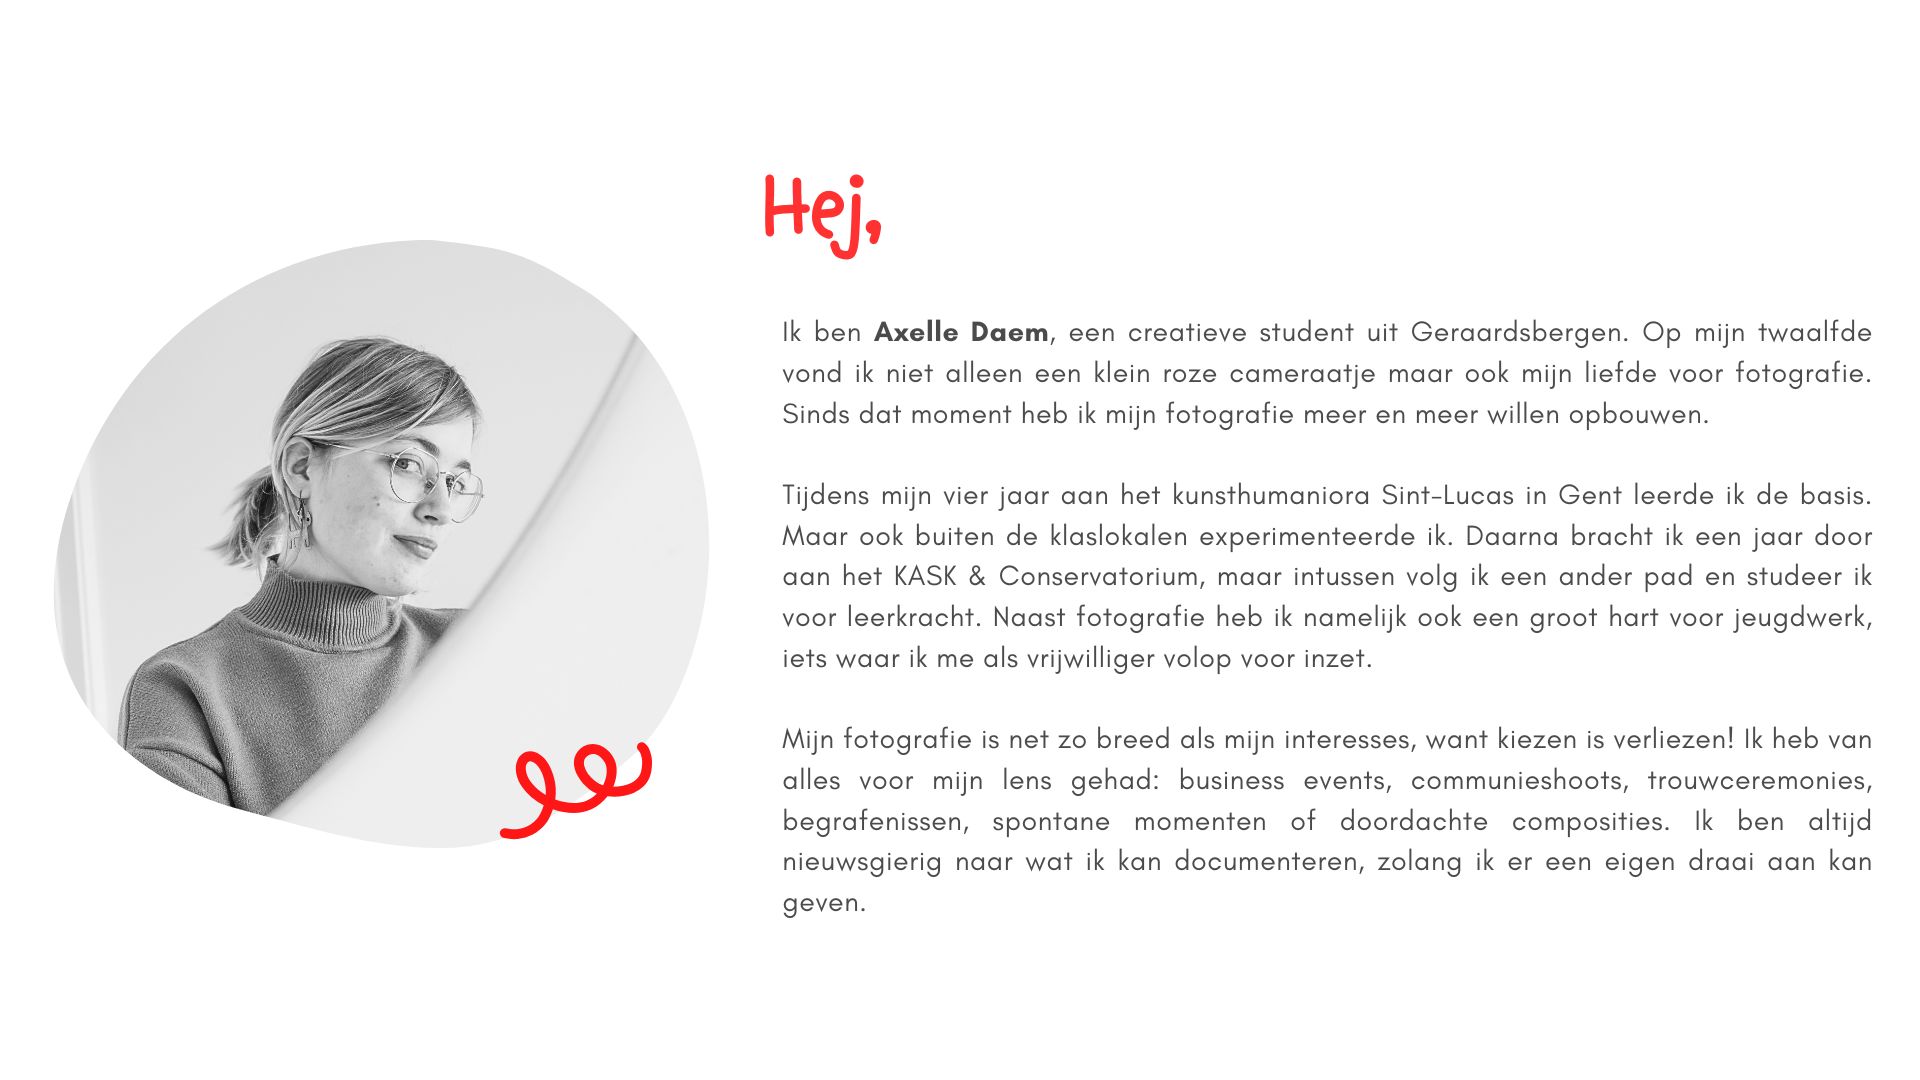 Hej,
Ik ben Axelle Daem, een creatieve student uit Geraardsbergen. Op mijn twaalfde
vond ik niet alleen een klein roze cameraatje maar ook mijn liefde voor fotografie.
Sinds dat moment heb ik mijn fotografie meer en meer willen opbouwen.
Tijdens mijn vier jaar aan het kunsthumaniora Sint-Lucas in Gent leerde ik de basis.
Maar ook buiten de klaslokalen experimenteerde ik. Daarna bracht ik een jaar door
aan het KASK & Conservatorium, maar intussen volg ik een ander pad en studeer ik
voor leerkracht. Naast fotografie heb ik namelijk ook een groot hart voor jeugdwerk,
iets waar ik me als vrijwilliger volop voor inzet.
Mijn fotografie is net zo breed als mijn interesses, want kiezen is verliezen! Ik heb van
alles voor mijn lens gehad: business events, communieshoots, trouwceremonies,
begrafenissen, spontane momenten of doordachte composities. Ik ben altijd
nieuwsgierig naar wat ik kan documenteren, zolang ik er een eigen draai aan kan
geven.